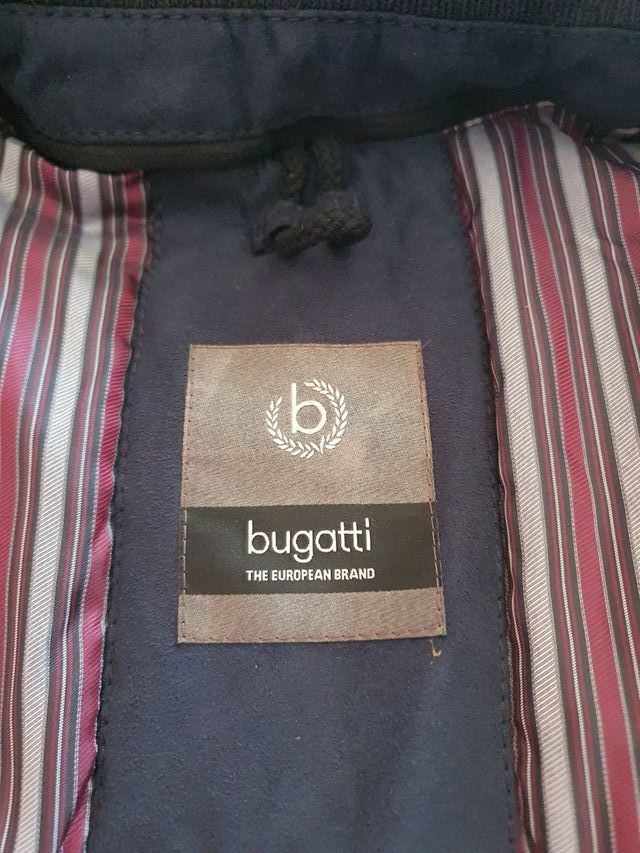 b
bugatti
THE EUROPEAN BRAND